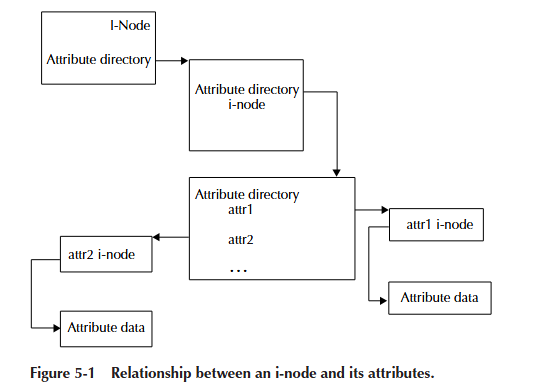 I-Node
Attribute directory
Attribute directory
i-node
Attribute directory
attr1
attr2
...
attr1 i-node
attr2 i-node
Attribute data
Attribute data
Figure 5-1 Relationship between an i-node and its attributes.